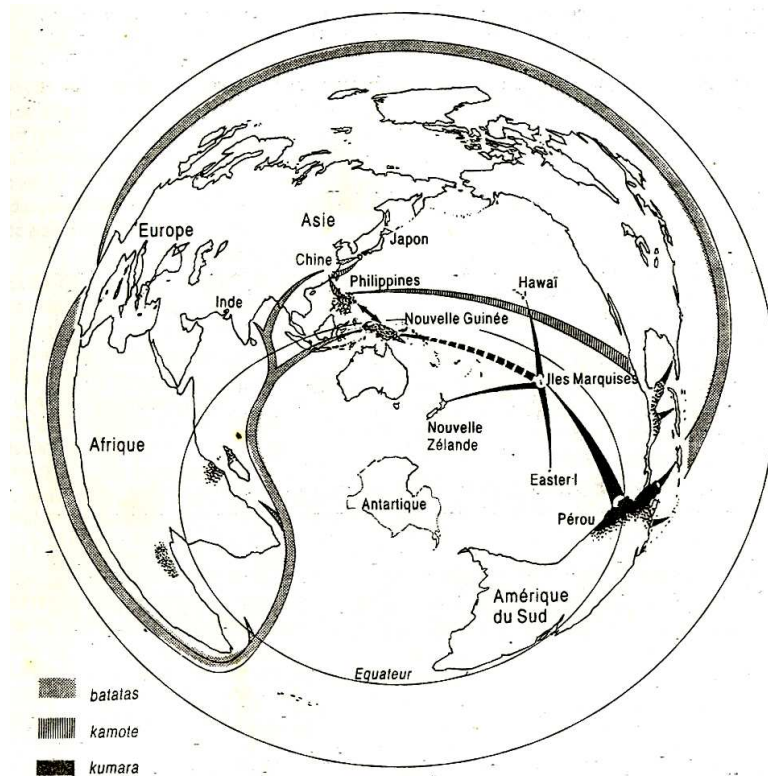 Europe
Asie
Japon
Chine
Philippines
Hawaï
Inde
Nouvelle Guinée
Iles Marquises
Nouvelle
Zélande
Afrique
Easter-I
Antartique
Pérou
Amérique
du Sud
Equateur
batatas
kamote
kumara